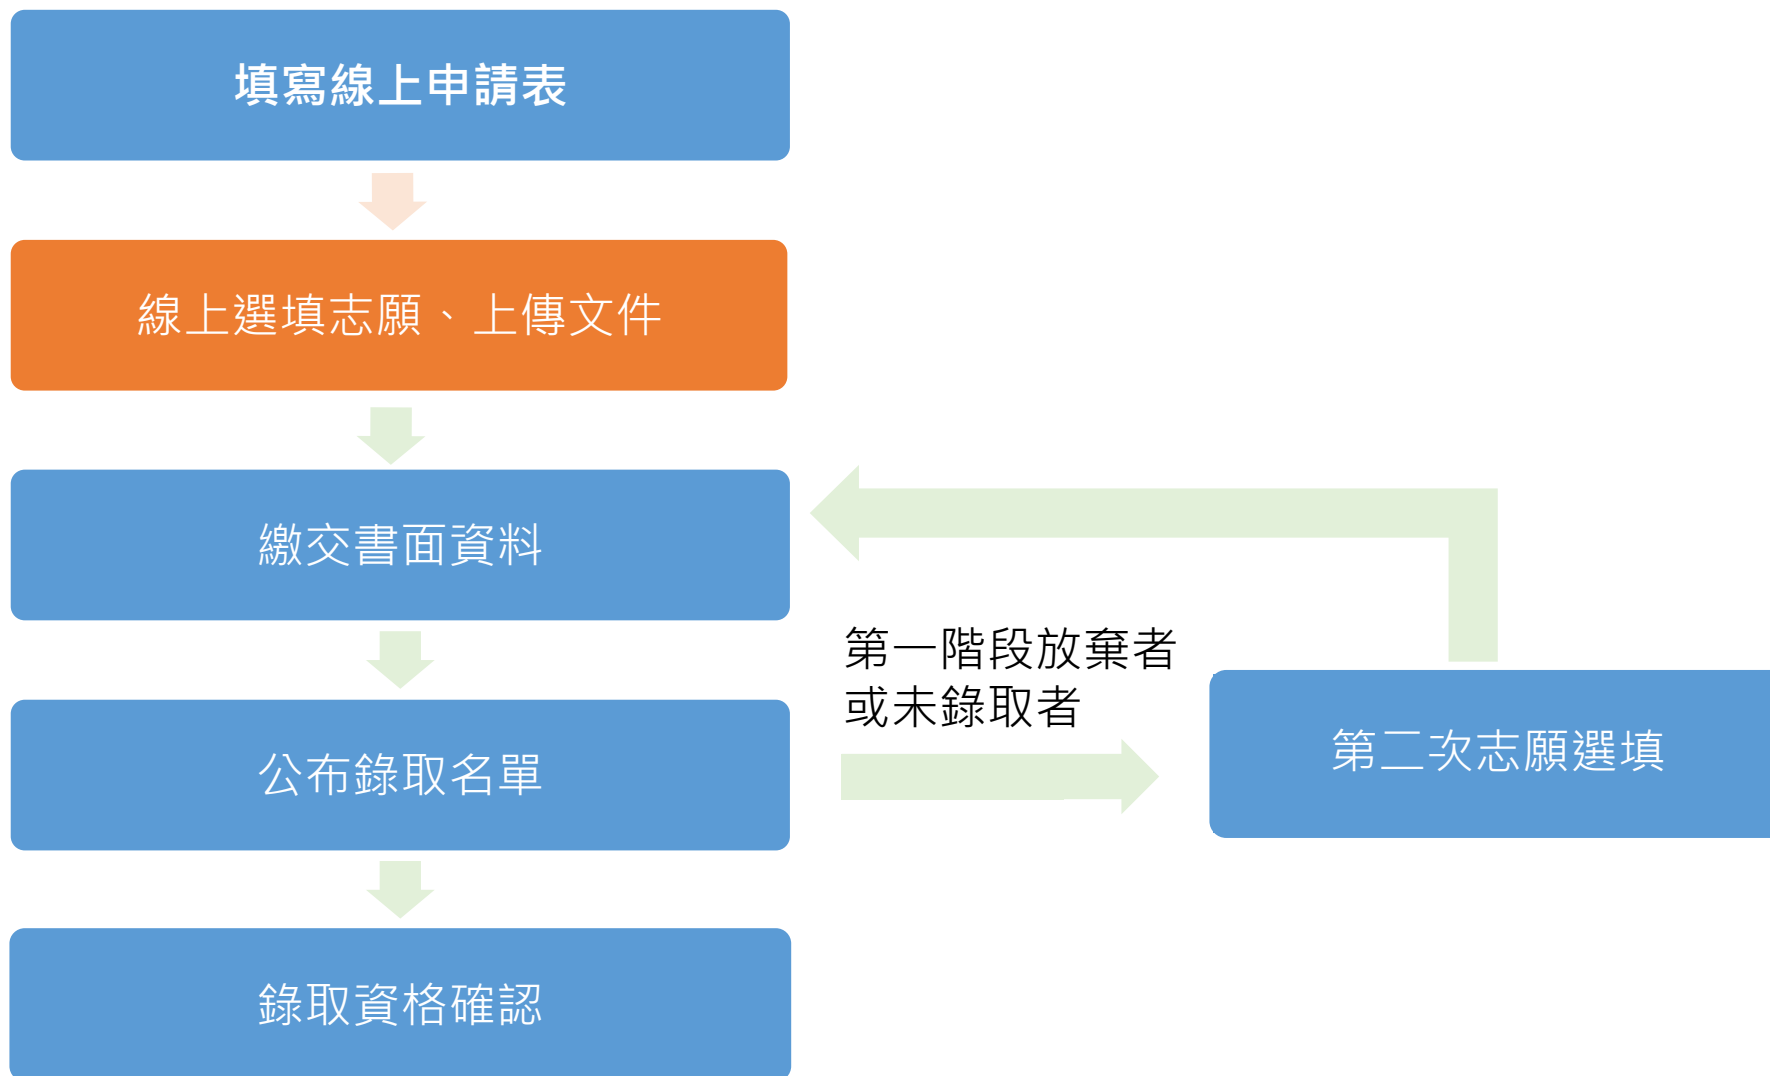 填寫線上申請表
線上選填志願、上傳文件
繳交書面資料
第一階段放棄者
或未錄取者
第二次志願選填
公布錄取名單
錄取資格確認